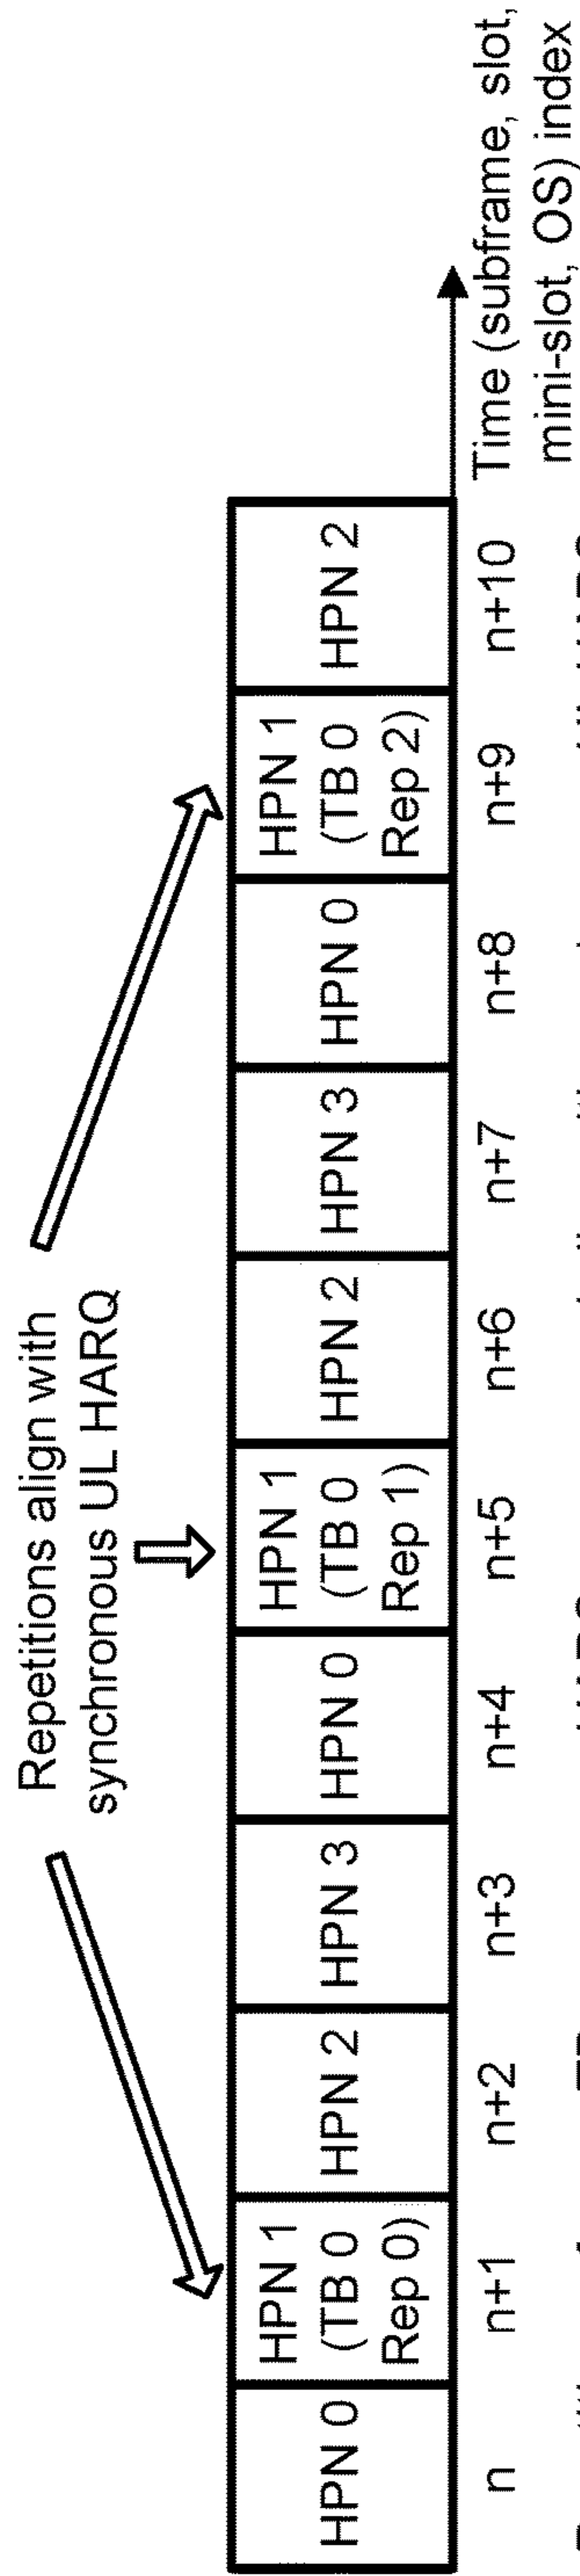 Repetitions align with
synchronous UL HARQ
HPN 0
HPN 1
(TB 0
Rep 0)
HPN 2
HPN 3
HPN 0
HPN 1
(TB 0
Rep 1)
HPN 2
HPN 3
HPN 0
HPN 1
(TB 0
Rep 2)
HPN 2
n
n+1
n+2
n+3
n+4
n+5
n+6
n+7
n+8
n+9
n+10
Time (subframe, slot,
mini-slot, OS) index